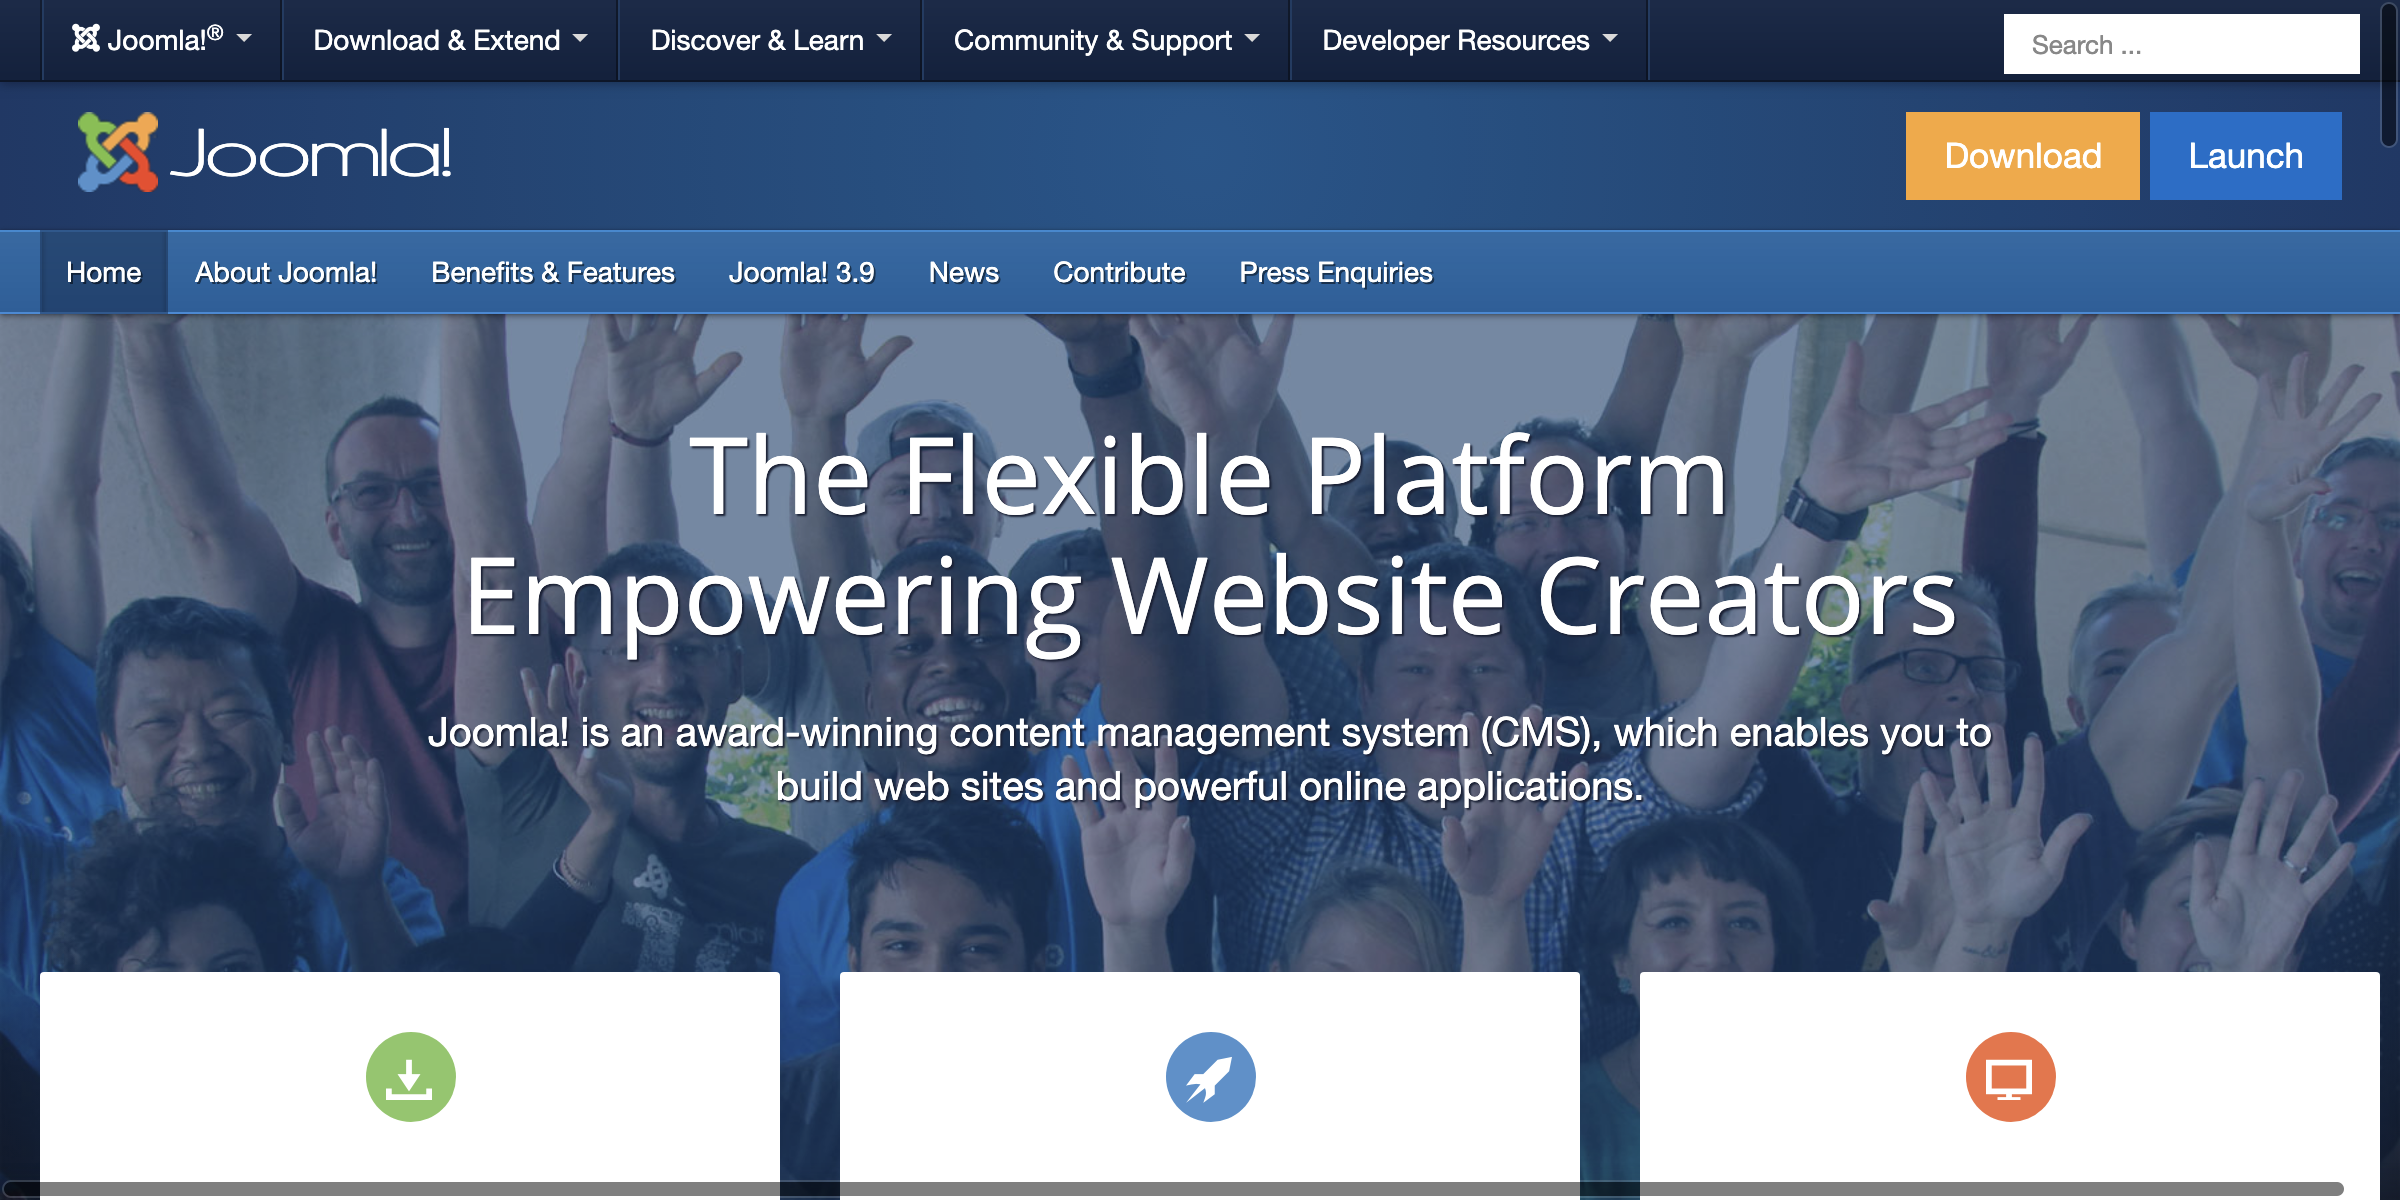 Joomla!® Download & Extend Discover & Learn Community & Support Developer Resources Search ...
Joomla! Download Launch
Home About Joomla! Benefits & Features Joomla! 3.9 News Contribute Press Enquiries
The Flexible Platform
Empowering Website Creators
Joomla! is an award-winning content management system (CMS), which enables you to
build web sites and powerful online applications.